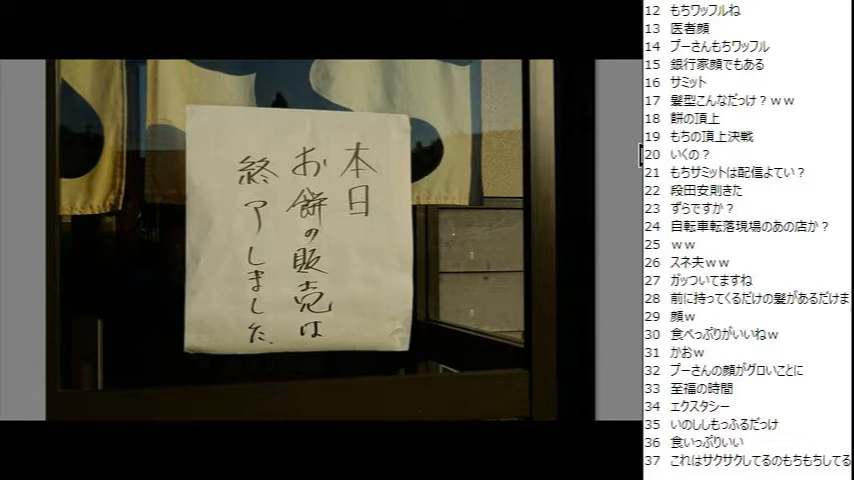 本日
お餅の販売は
終了しました
12 もちワッフルね
13 医者顔
14 プーさんもちワッフル
15 銀行家顔でもある
16 サミット
17 髪型こんなだっけ？ｗｗ
18 餅の頂上
19 もちの頂上決戦
20 いくの？
21 もちサミットは配信よてい？
22 段田安則きた
23 ずらですか？
24 自転車転落現場のあの店か？
25 ｗｗ
26 スネ夫ｗｗ
27 ガッついてますね
28 前に持ってくるだけの髪があるだけま
29 顔ｗ
30 食べっぷりがいいねｗ
31 かおｗ
32 プーさんの顔がグロいことに
33 至福の時間
34 エクスタシー
35 いのししもっふるだっけ
36 食いっぷりいい
37 これはサクサクしてるのもちもちしてる